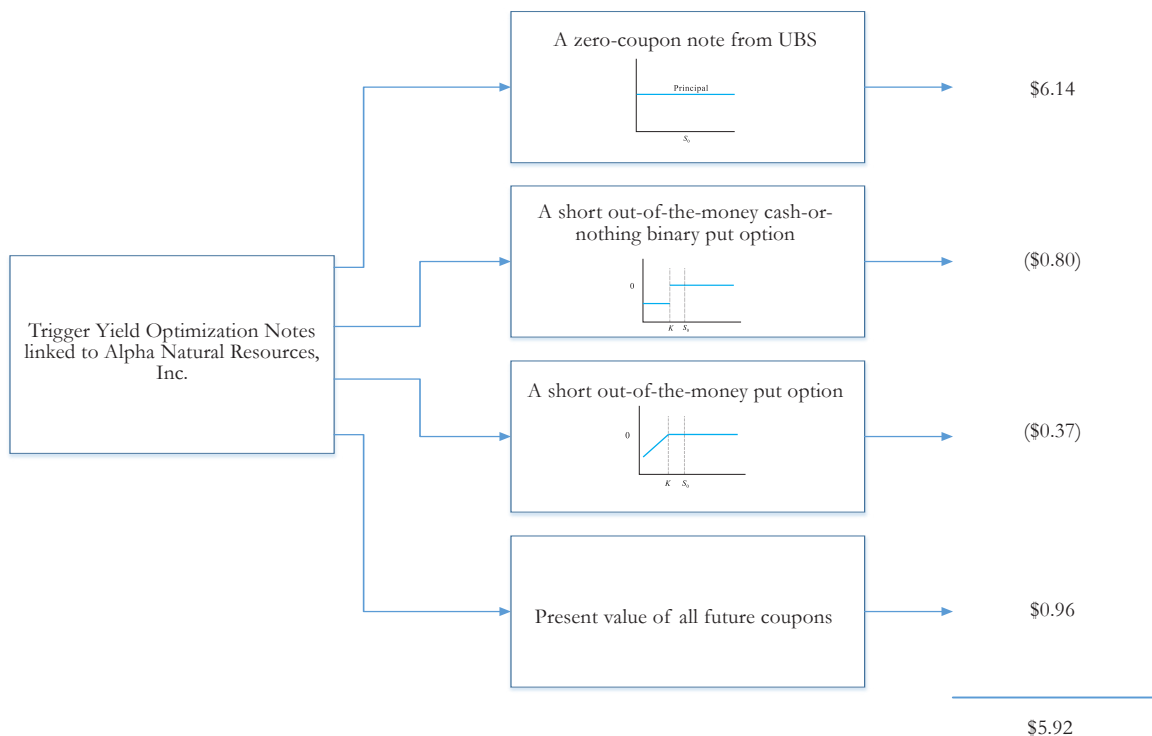 A zero-coupon note from UBS
Principal
S₀
$6.14
A short out-of-the-money cash-or-
nothing binary put option
0
K
S₀
($0.80)
Trigger Yield Optimization Notes
linked to Alpha Natural Resources,
Inc.
A short out-of-the-money put option
0
K
S₀
($0.37)
Present value of all future coupons
$0.96
$5.92